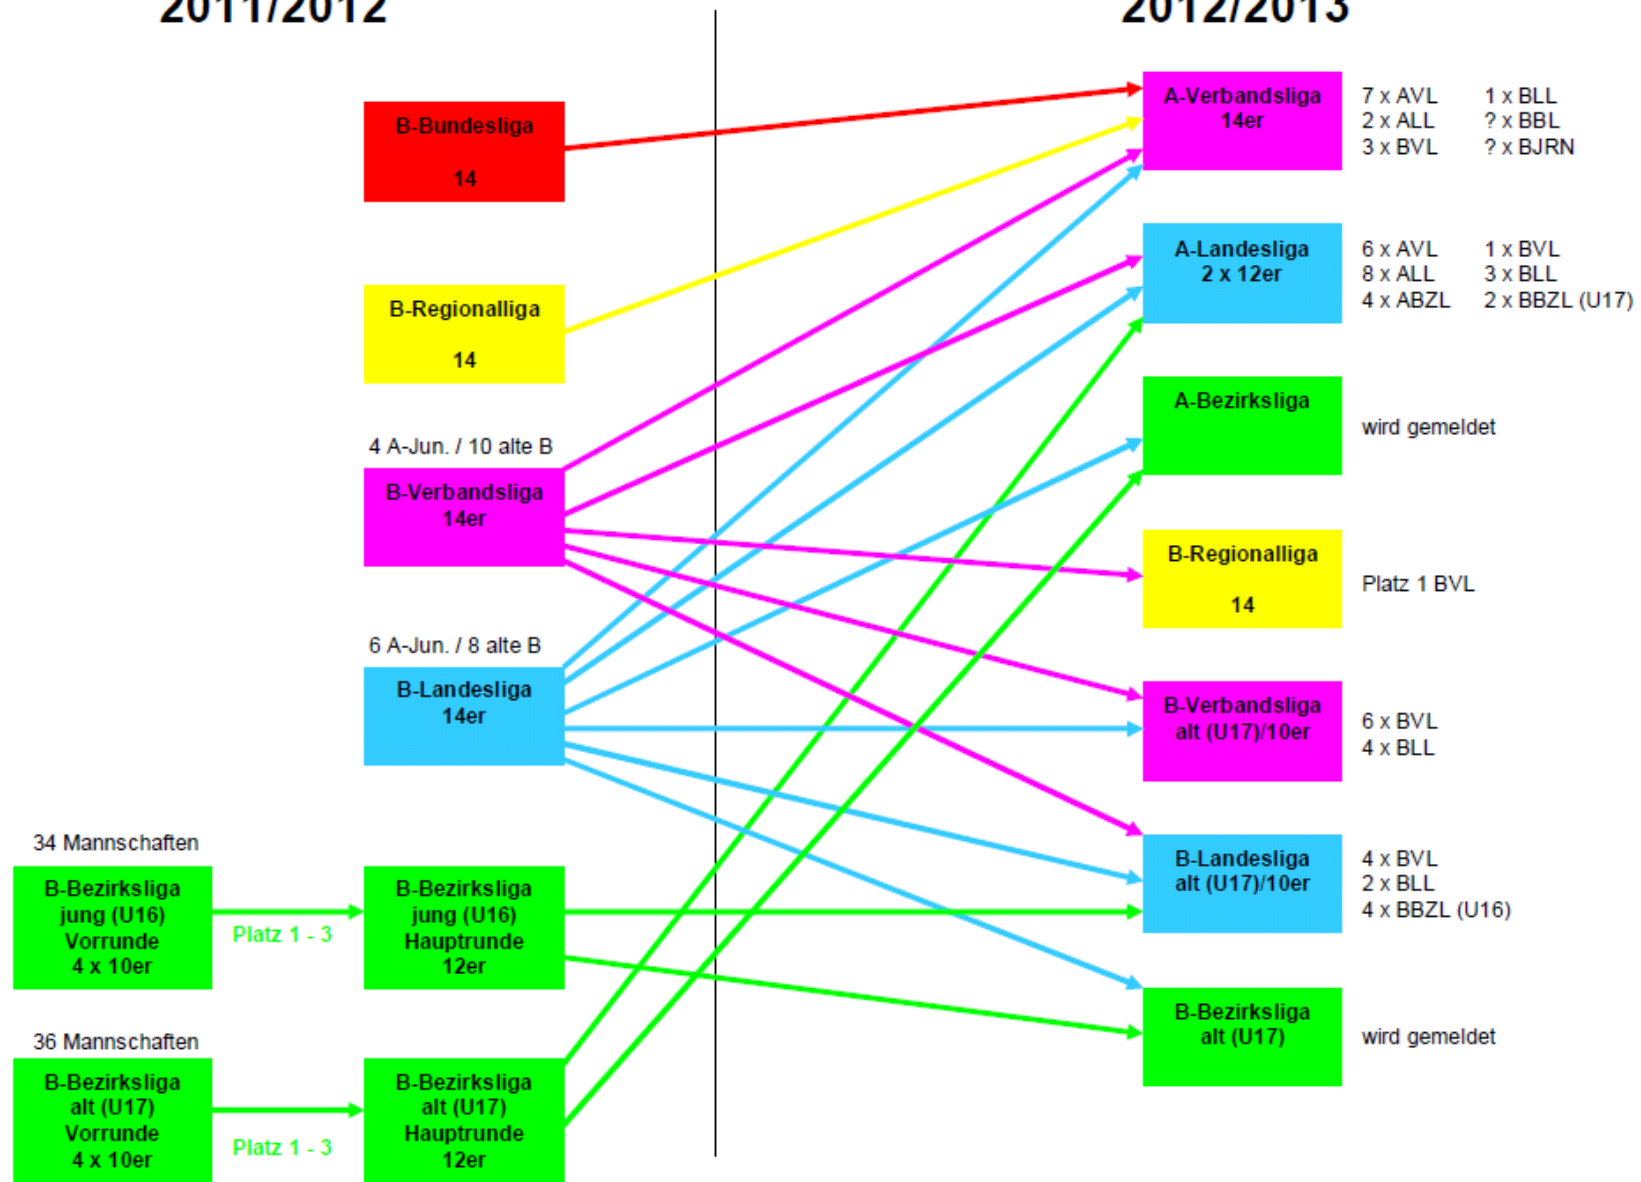 2011/2012
2012/2013
B-Bundesliga
14
B-Regionalliga
14
4 A-Jun. / 10 alte B
B-Verbandsliga
14er
6 A-Jun. / 8 alte B
B-Landesliga
14er
34 Mannschaften
B-Bezirksliga
jung (U16)
Vorrunde
4 x 10er
Platz 1 - 3
B-Bezirksliga
jung (U16)
Hauptrunde
12er
36 Mannschaften
B-Bezirksliga
alt (U17)
Vorrunde
4 x 10er
Platz 1 - 3
B-Bezirksliga
alt (U17)
Hauptrunde
12er
A-Verbandsliga
14er
7 x AVL 1 x BLL
2 x ALL ? x BBL
3 x BVL ? x BJRN
A-Landesliga
2 x 12er
6 x AVL 1 x BVL
8 x ALL 3 x BLL
4 x ABZL 2 x BBZL (U17)
A-Bezirksliga
wird gemeldet
B-Regionalliga
14
Platz 1 BVL
B-Verbandsliga
alt (U17)/10er
6 x BVL
4 x BLL
B-Landesliga
alt (U17)/10er
4 x BVL
2 x BLL
4 x BBZL (U16)
B-Bezirksliga
alt (U17)
wird gemeldet